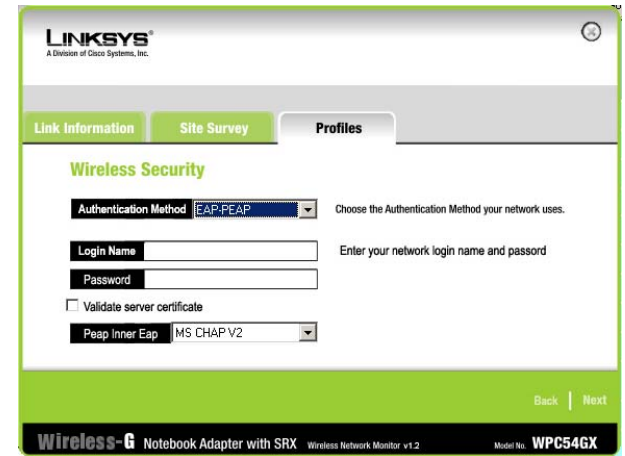 LINKSYS®
A Division of Cisco Systems, Inc.
Link Information Site Survey Profiles
Wireless Security
Authentication Method EAP-PEAP Choose the Authentication Method your network uses.
Login Name Enter your network login name and passord
Password
Validate server certificate
Peap Inner Eap MS CHAP V2
Back Next
Wireless-G Notebook Adapter with SRX Wireless Network Monitor v1.2 Model No. WPC54GX